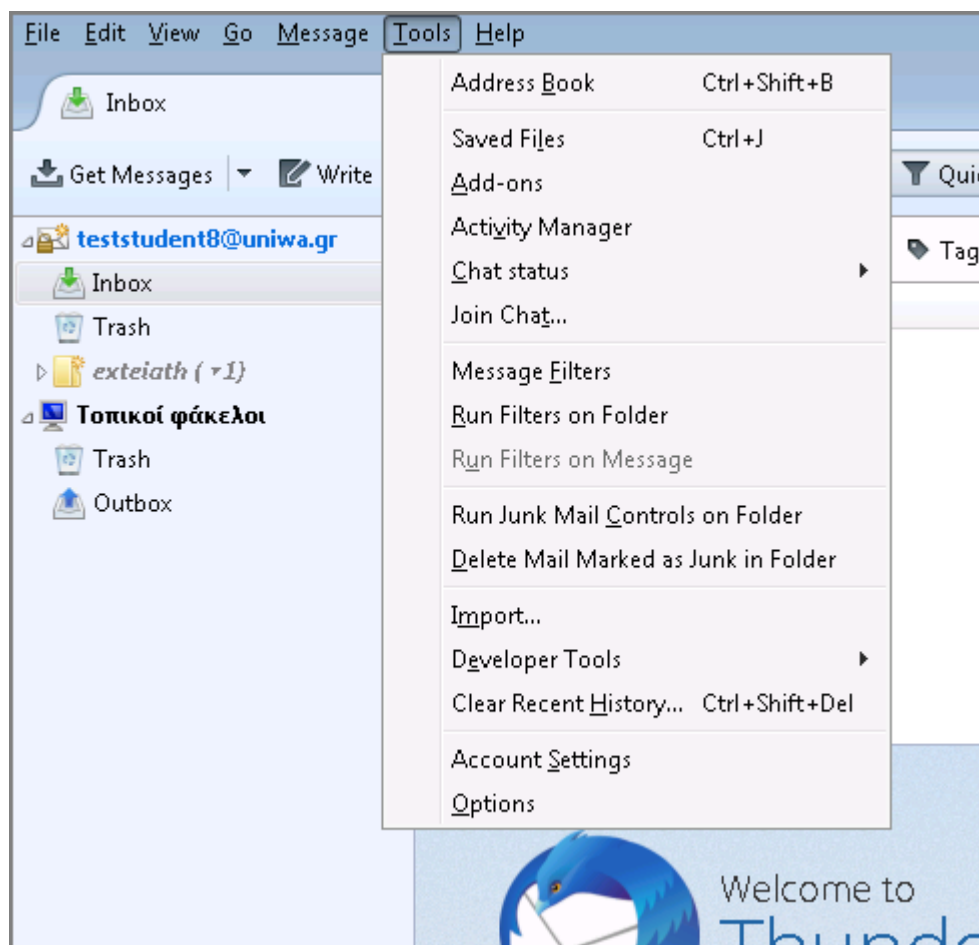 File Edit View Go Message Tools Help
Inbox
Get Messages Write
teststudent8@uniwa.gr
Inbox
Trash
exteiath ( ▾1)
Τοπικοί φάκελοι
Trash
Outbox
Address Book Ctrl+Shift+B
Saved Files Ctrl+J
Add-ons
Activity Manager
Chat status
Join Chat...
Message Filters
Run Filters on Folder
Run Filters on Message
Run Junk Mail Controls on Folder
Delete Mail Marked as Junk in Folder
Import...
Developer Tools
Clear Recent History... Ctrl+Shift+Del
Account Settings
Options
Tag
Welcome to